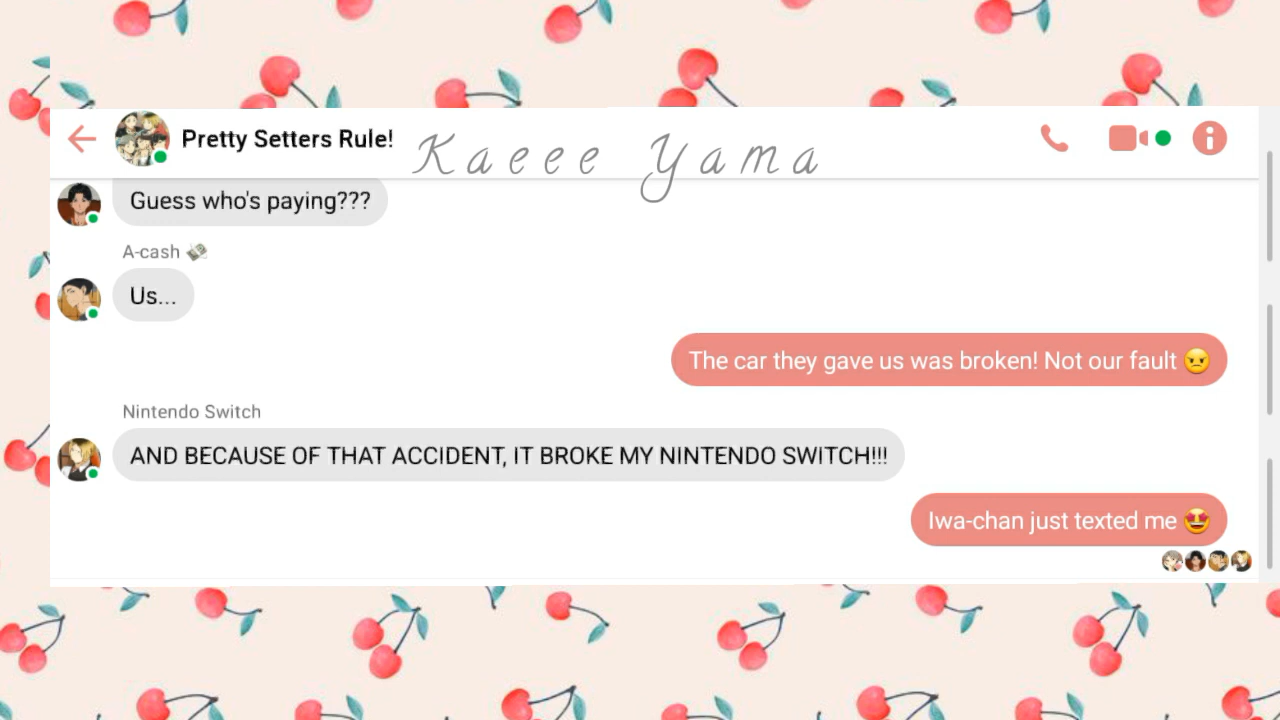 Pretty Setters Rule!
Kaeee Yama
Guess who's paying???
A-cash 💸
Us...
The car they gave us was broken! Not our fault 😠
Nintendo Switch
AND BECAUSE OF THAT ACCIDENT, IT BROKE MY NINTENDO SWITCH!!!
Iwa-chan just texted me 🤩